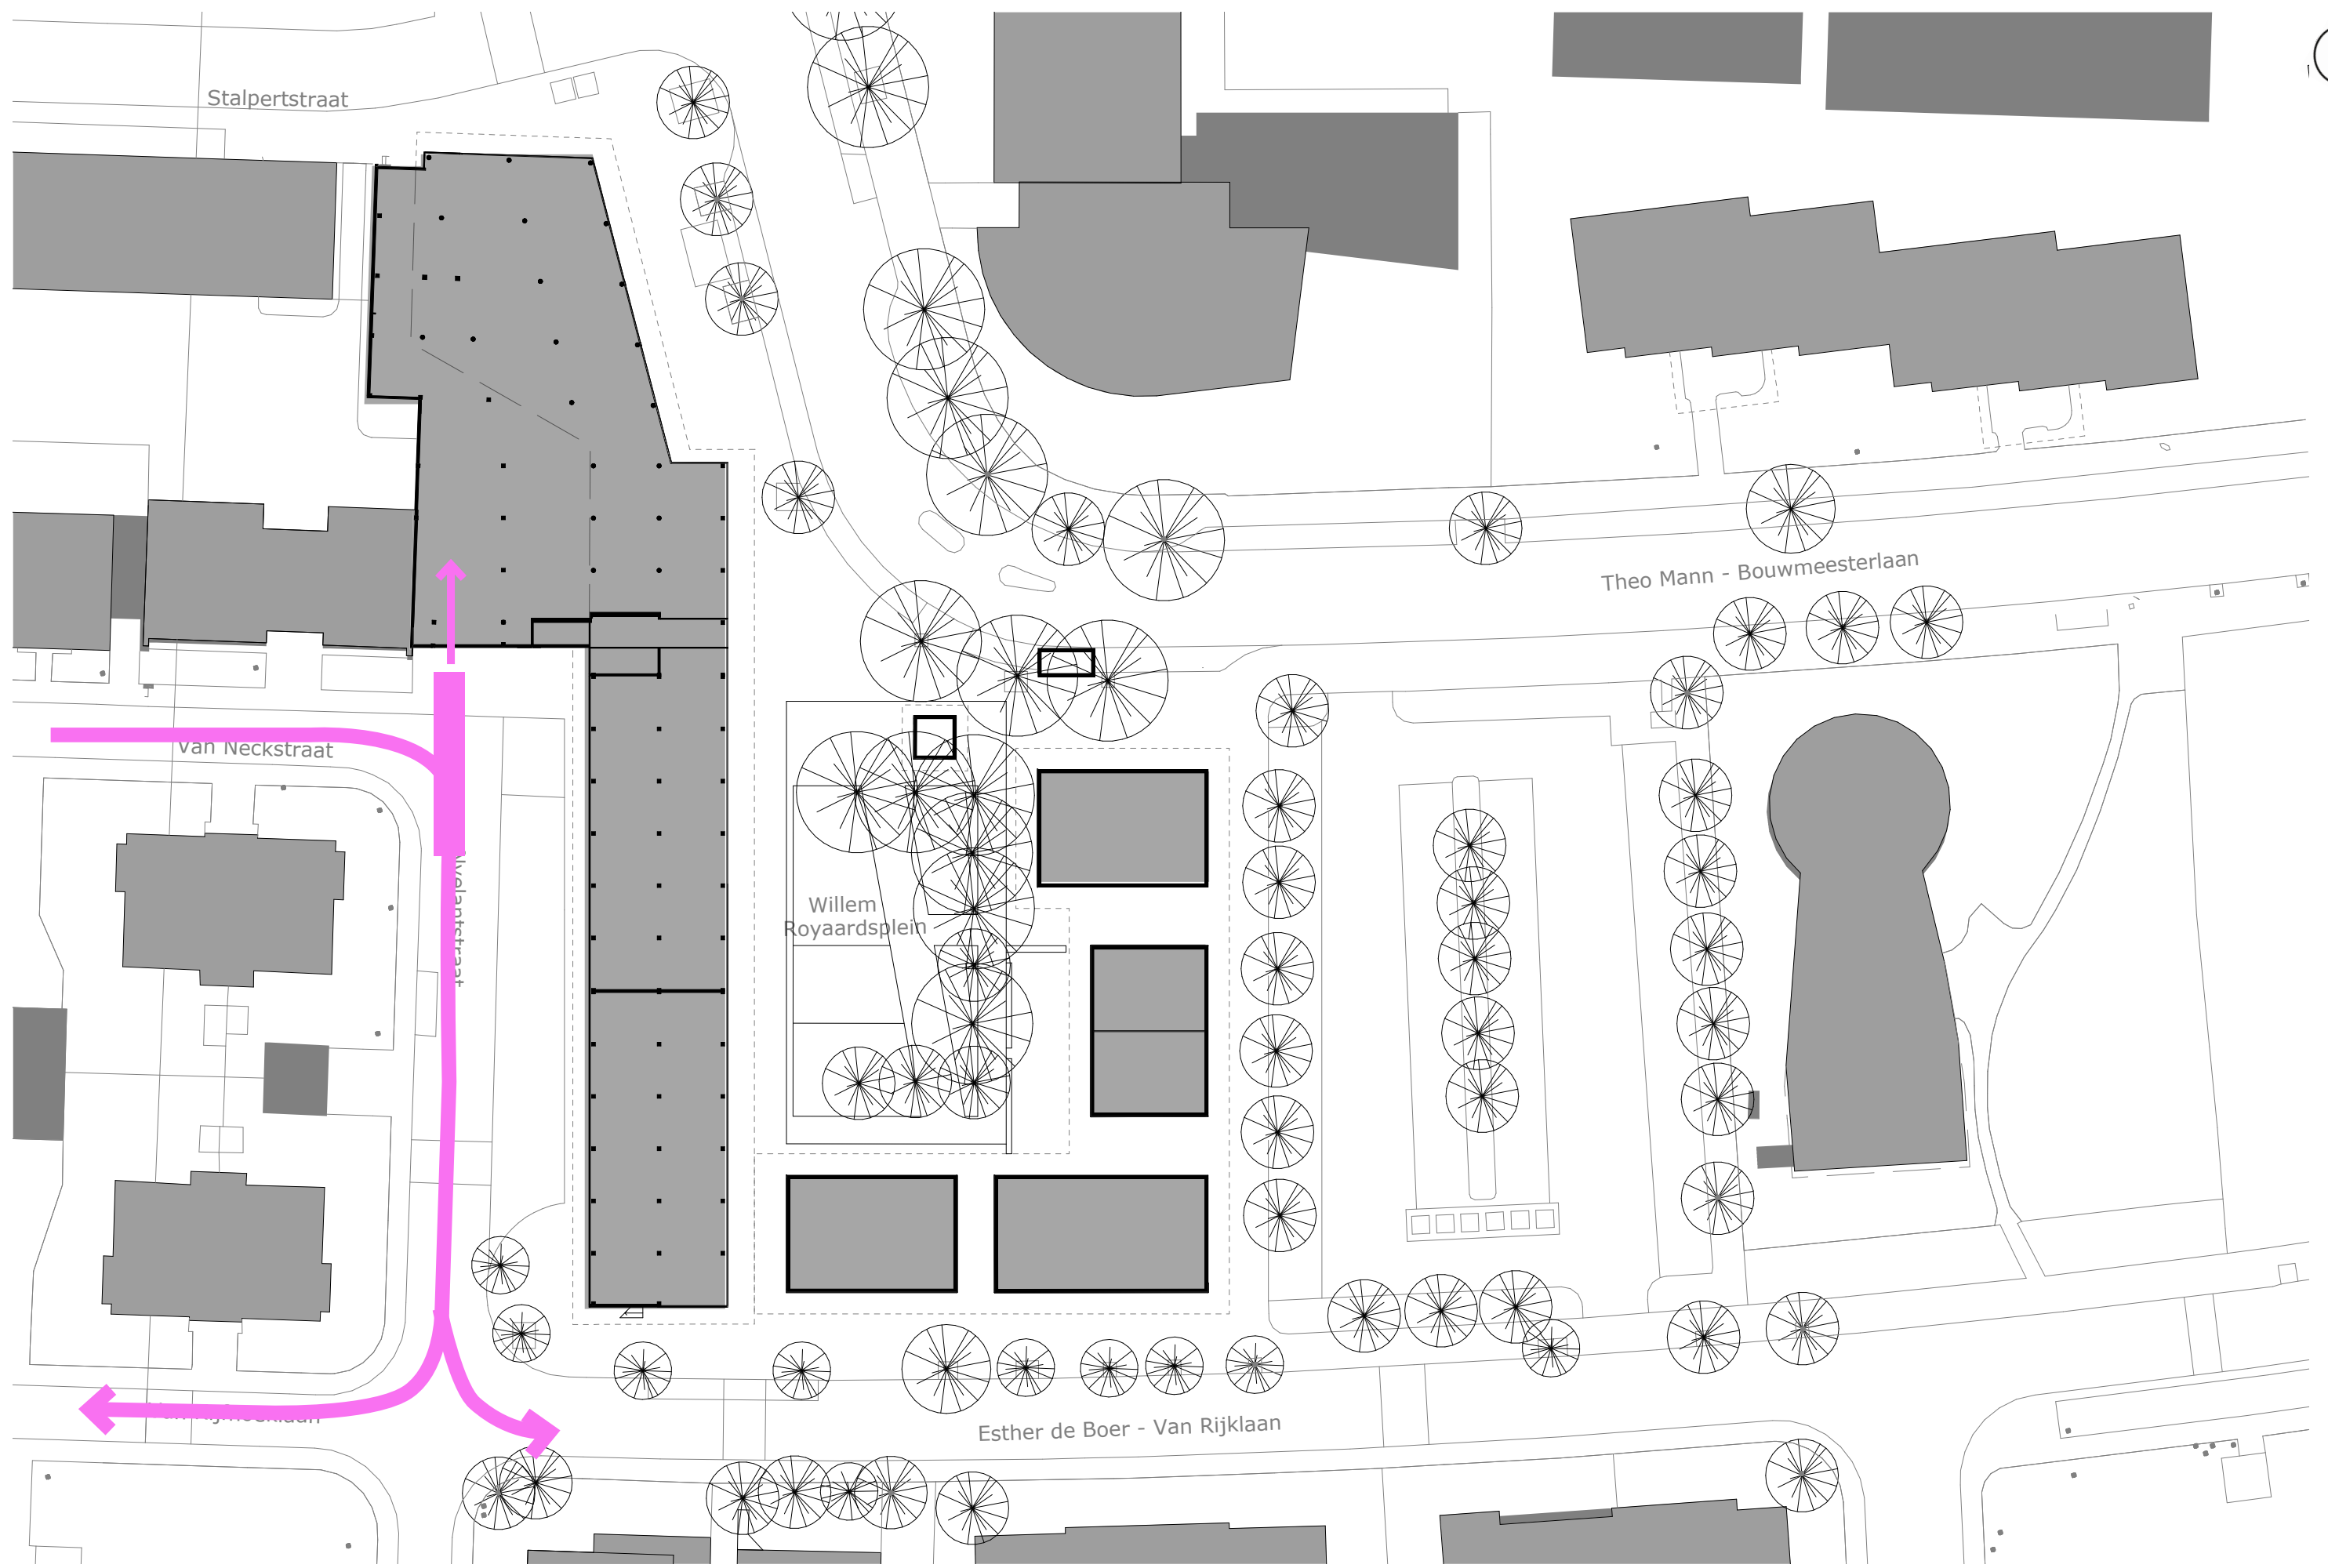 Stalpertstraat
Theo Mann - Bouwmeesterlaan
Van Neckstraat
Willem
Royaardsplein
Esther de Boer - Van Rijklaan